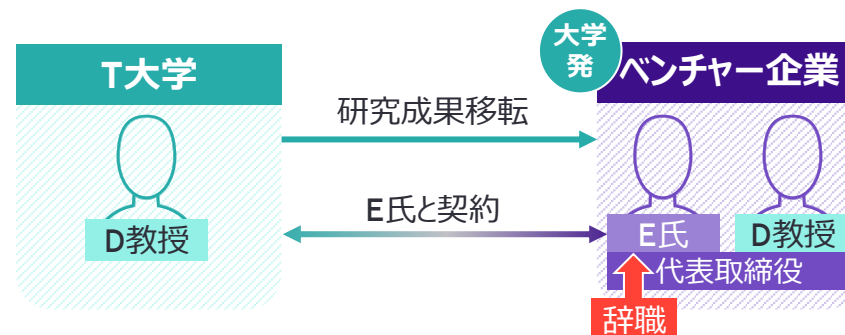 大学
発
T大学
ベンチャー企業
研究成果移転
E氏と契約
D教授
E氏
D教授
代表取締役
辞職